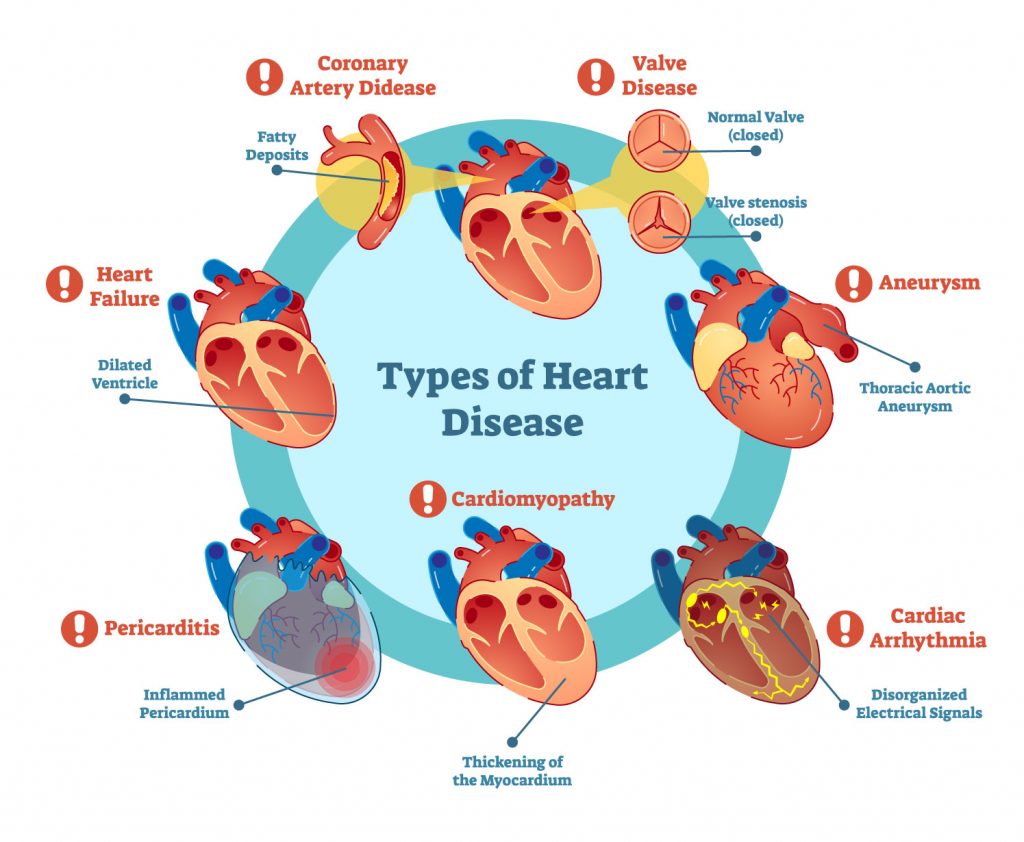 Coronary
Artery Didease
Valve
Disease
Fatty
Deposits
Normal Valve
(closed)
Valve stenosis
(closed)
Heart
Failure
Aneurysm
Dilated
Ventricle
Types of Heart
Disease
Thoracic Aortic
Aneurysm
Cardiomyopathy
Pericarditis
Cardiac
Arrhythmia
Inflammed
Pericardium
Disorganized
Electrical Signals
Thickening of
the Myocardium